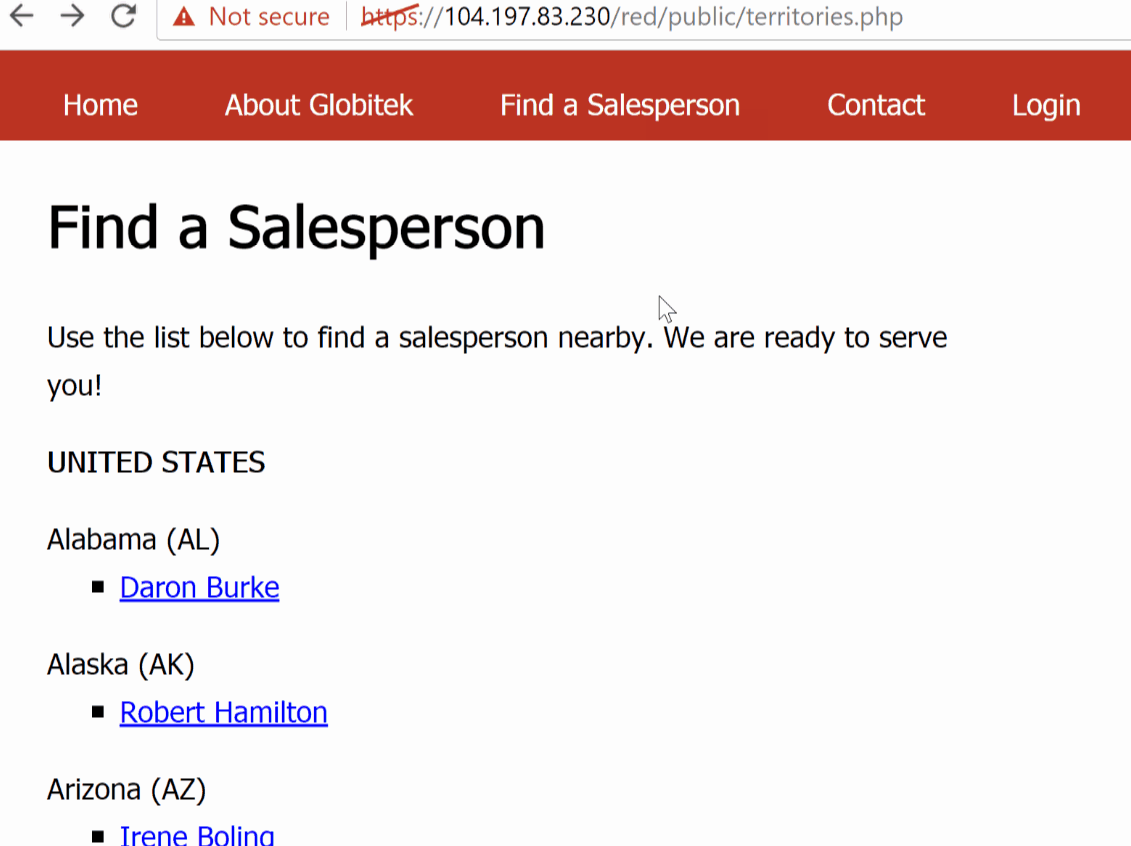 Not secure https://104.197.83.230/red/public/territories.php
Home About Globitek Find a Salesperson Contact Login
Find a Salesperson
Use the list below to find a salesperson nearby. We are ready to serve
you!
UNITED STATES
Alabama (AL)
Daron Burke
Alaska (AK)
Robert Hamilton
Arizona (AZ)
Irene Boling